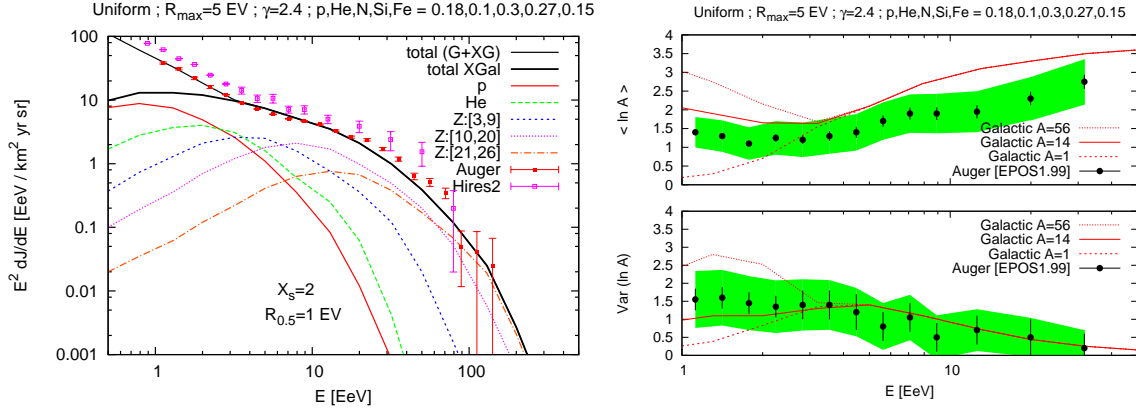 Uniform ; Rmax=5 EV ; γ=2.4 ; p,He,N,Si,Fe = 0.18,0.1,0.3,0.27,0.15
E² dJ/dE [EeV / km² yr sr]
100
10
1
0.1
0.01
0.001
total (G+XG)
total XGal
p
He
Z:[3,9]
Z:[10,20]
Z:[21,26]
Auger
Hires2
Xs=2
R0.5=1 EV
1
10
100
E [EeV]
Uniform ; Rmax=5 EV ; γ=2.4 ; p,He,N,Si,Fe = 0.18,0.1,0.3,0.27,0.15
< ln A >
4
3.5
3
2.5
2
1.5
1
0.5
0
Galactic A=56
Galactic A=14
Galactic A=1
Auger [EPOS1.99]
Var (ln A)
4
3.5
3
2.5
2
1.5
1
0.5
0
Galactic A=56
Galactic A=14
Galactic A=1
Auger [EPOS1.99]
1
10
E [EeV]